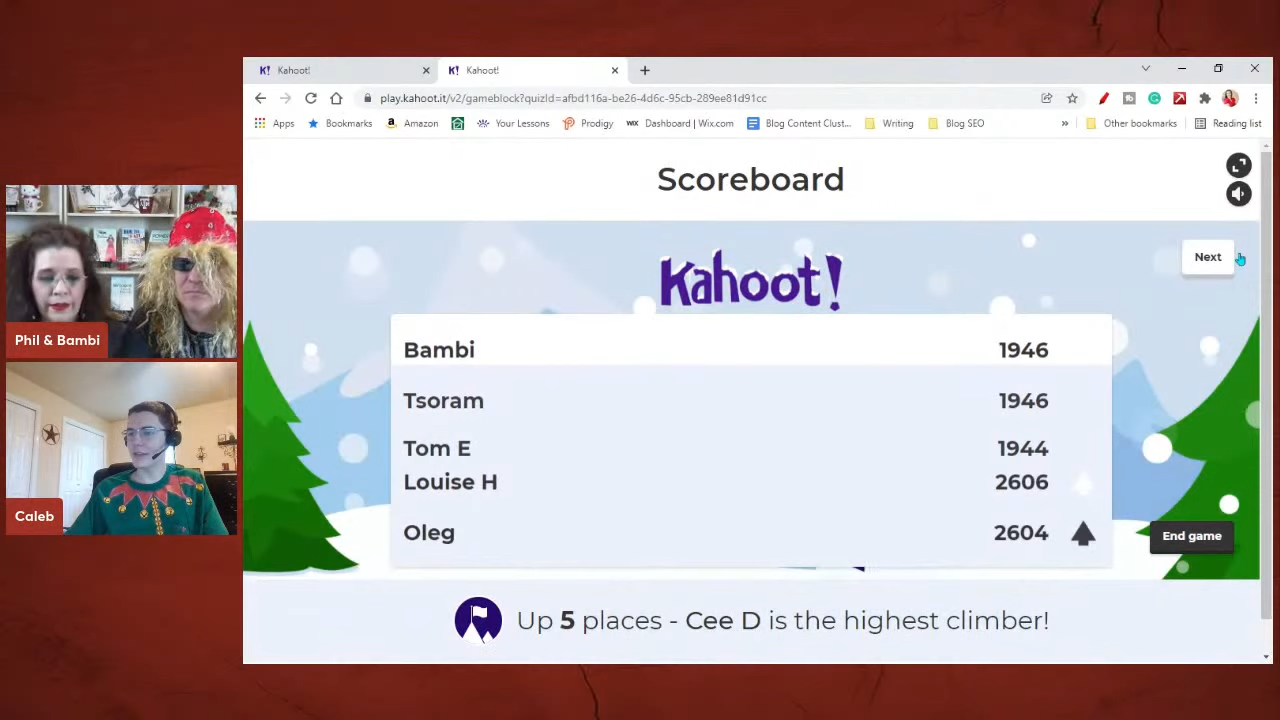 Kahoot!
Kahoot!
play.kahoot.it/v2/gameblock?quizId=afbd116a-be26-4d6c-95cb-289ee81d91cc
Apps Bookmarks Amazon Your Lessons Prodigy Dashboard | Wix.com Blog Content Clust... Writing Blog SEO » Other bookmarks Reading list
Scoreboard
Next
Kahoot!
Bambi 1946
Tsoram 1946
Tom E 1944
Louise H 2606
Oleg 2604
End game
Up 5 places - Cee D is the highest climber!
Phil & Bambi
Caleb